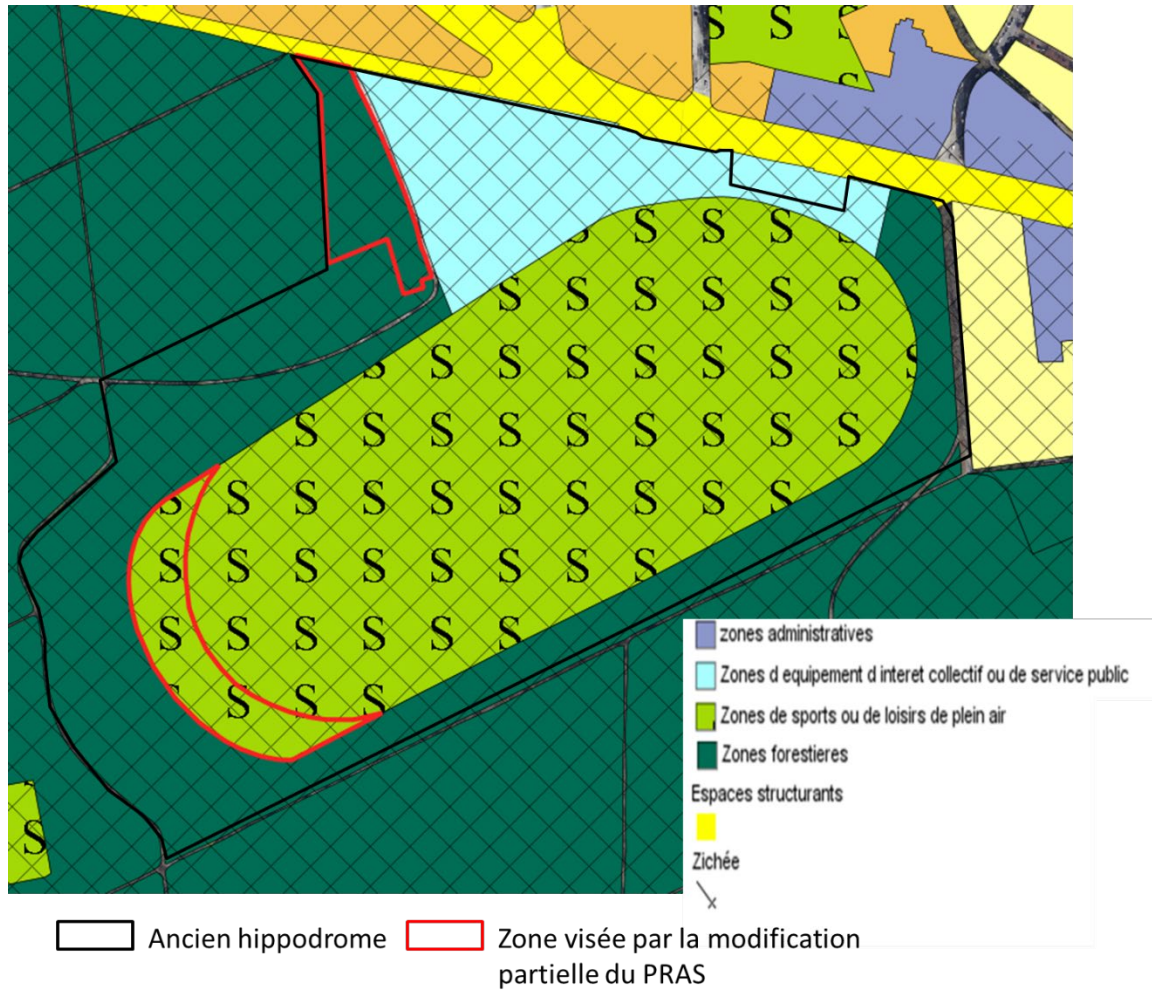 S S S
S
S S S S S
S S S S S S
S S S S S S S S S
S S S S S S S S S
S S S S S S S S S S
S S S S S S S S
S S S S S S
S S S S
S
zones administratives
Zones d equipement d interet collectif ou de service public
Zones de sports ou de loisirs de plein air
Zones forestieres
Espaces structurants
Zichée
Ancien hippodrome
Zone visée par la modification
partielle du PRAS